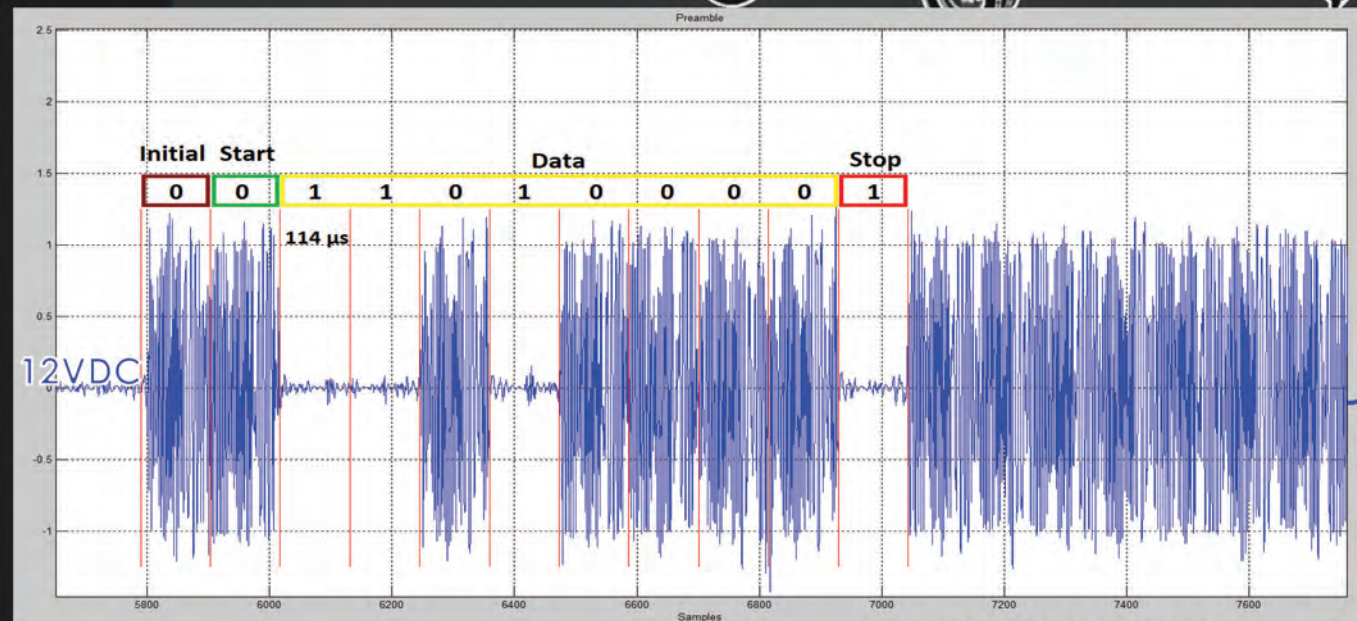 Preamble
2.5
2
1.5
1
0.5
0
-0.5
-1
Initial Start Data Stop
0 0 1 1 0 1 0 0 0 0 1
114 µs
12VDC
5800 6000 6200 6400 6600 6800 7000 7200 7400 7600
Samples